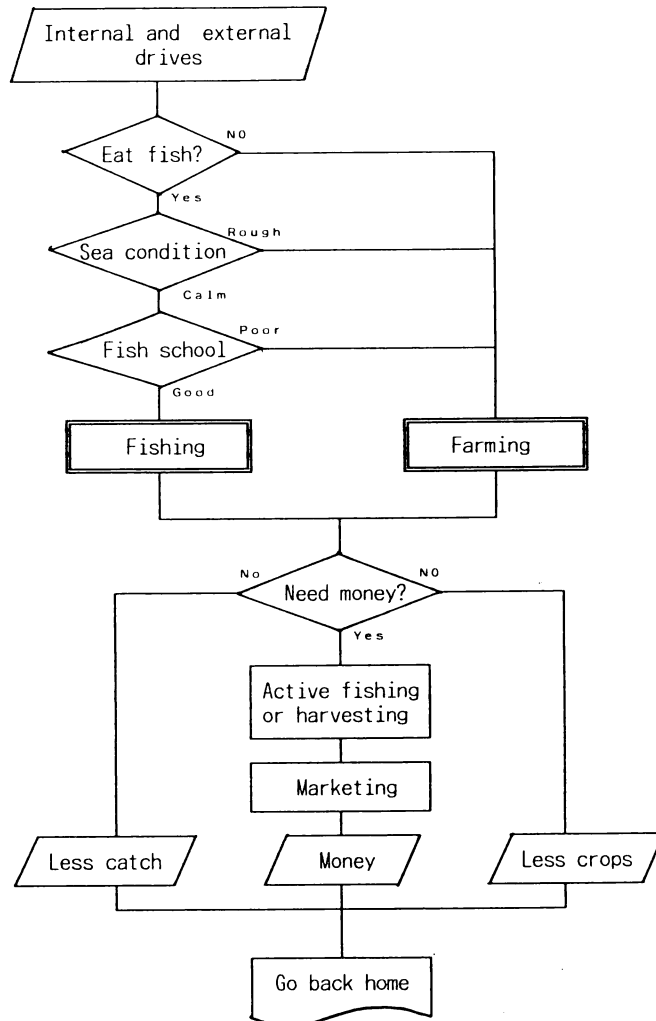 Internal and external
drives
NO
Eat fish?
Yes
Rough
Sea condition
Calm
Poor
Fish school
Good
Fishing
Farming
No
NO
Need money?
Yes
Active fishing
or harvesting
Marketing
Less catch
Money
Less crops
Go back home